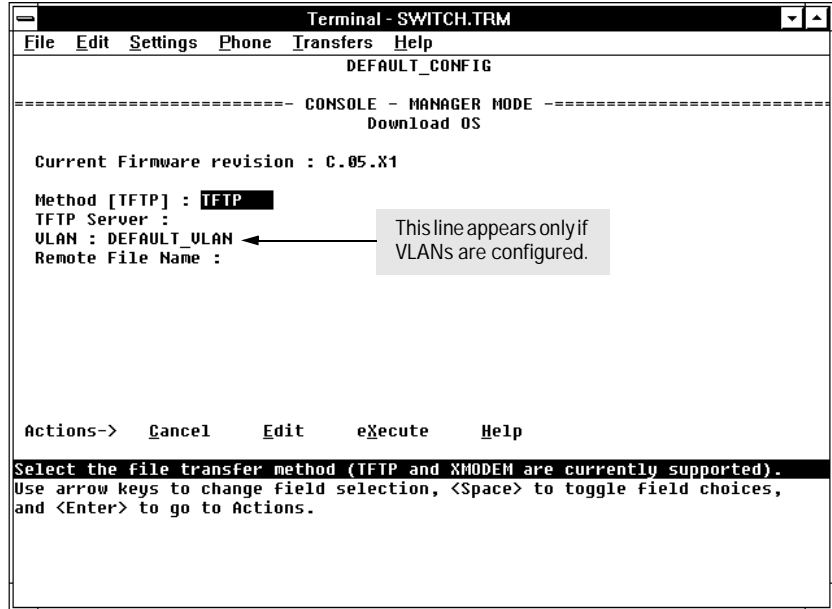 Terminal - SWITCH.TRM
File Edit Settings Phone Transfers Help
DEFAULT_CONFIG
==========================- CONSOLE - MANAGER MODE -==========================
Download OS
Current Firmware revision : C.05.X1
Method [TFTP] : TFTP
TFTP Server :
VLAN : DEFAULT_VLAN
Remote File Name :
This line appears only if
VLANs are configured.
Actions-> Cancel Edit eXecute Help
Select the file transfer method (TFTP and XMODEM are currently supported).
Use arrow keys to change field selection, <Space> to toggle field choices,
and <Enter> to go to Actions.